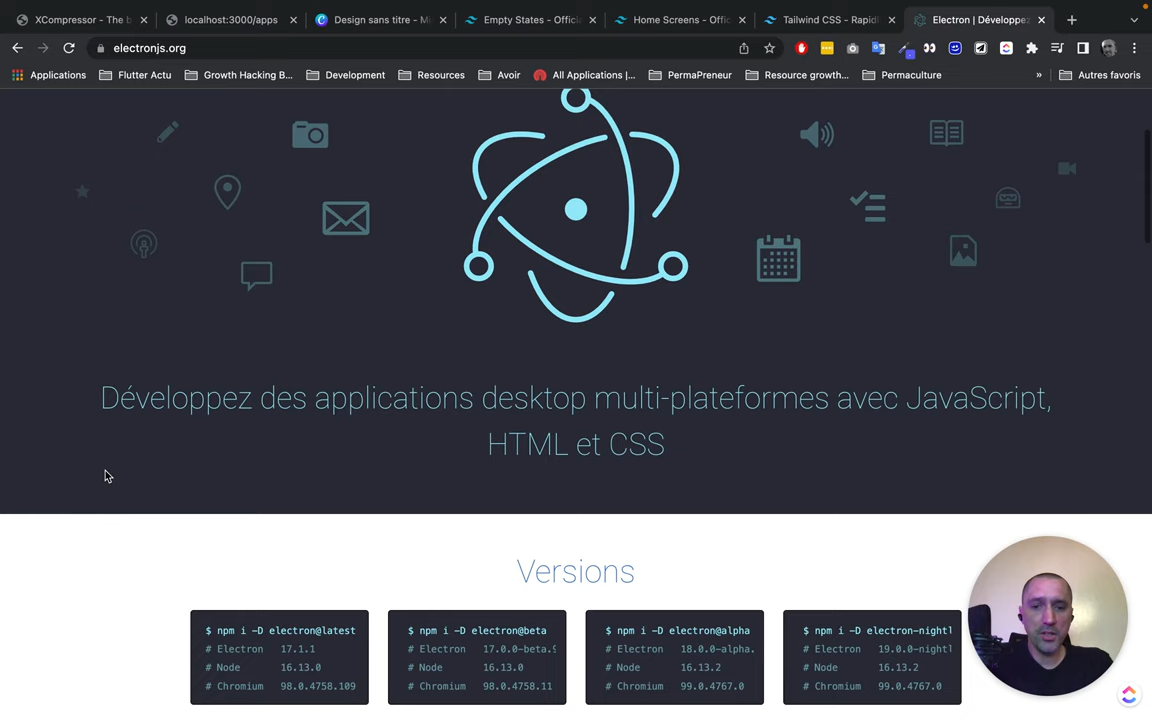 XCompressor - The b
localhost:3000/apps
Design sans titre - Mi
Empty States - Offici
Home Screens - Offic
Tailwind CSS - Rapidl
Electron | Développez
electronjs.org
Applications
Flutter Actu
Growth Hacking B...
Development
Resources
Avoir
All Applications |...
PermaPreneur
Resource growth...
Permaculture
»
Autres favoris
Développez des applications desktop multi-plateformes avec JavaScript,
HTML et CSS
Versions
$ npm i -D electron@latest
# Electron 17.1.1
# Node 16.13.0
# Chromium 98.0.4758.109
$ npm i -D electron@beta
# Electron 17.0.0-beta.9
# Node 16.13.0
# Chromium 98.0.4758.11
$ npm i -D electron@alpha
# Electron 18.0.0-alpha.
# Node 16.13.2
# Chromium 99.0.4767.0
$ npm i -D electron-nightl
# Electron 19.0.0-nightl
# Node 16.13.2
# Chromium 99.0.4767.0